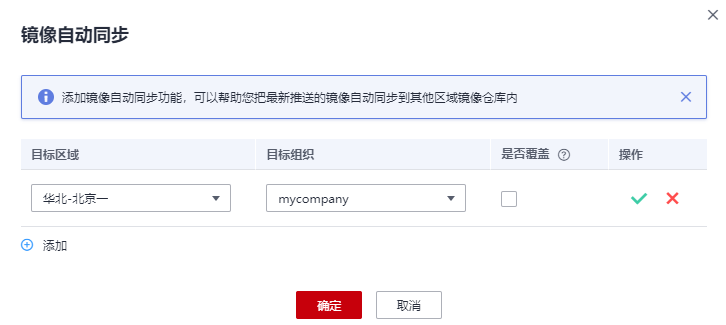 镜像自动同步
添加镜像自动同步功能，可以帮助您把最新推送的镜像自动同步到其他区域镜像仓库内
目标区域 目标组织 是否覆盖 操作
华北-北京一 mycompany
添加
确定 取消